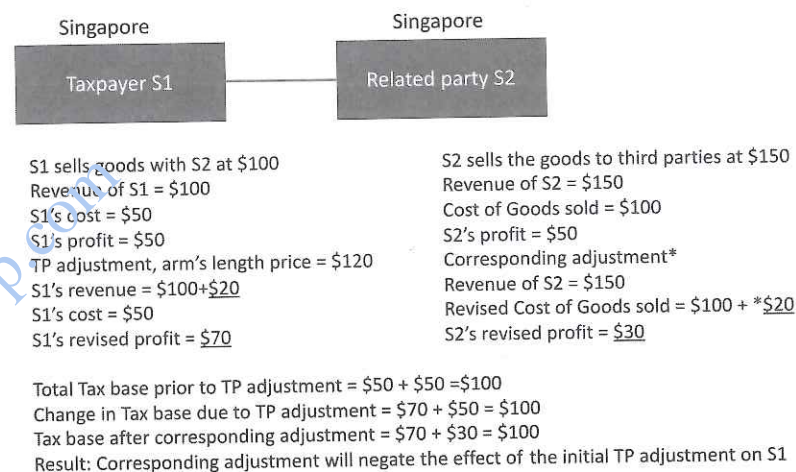 Singapore
Singapore
Taxpayer S1
Related party S2
S1 sells goods with S2 at $100
Revenue of S1 = $100
S1's cost = $50
S1's profit = $50
TP adjustment, arm's length price = $120
S1's revenue = $100+$20
S1's cost = $50
S1's revised profit = $70
S2 sells the goods to third parties at $150
Revenue of S2 = $150
Cost of Goods sold = $100
S2's profit = $50
Corresponding adjustment*
Revenue of S2 = $150
Revised Cost of Goods sold = $100 + *$20
S2's revised profit = $30
Total Tax base prior to TP adjustment = $50 + $50 =$100
Change in Tax base due to TP adjustment = $70 + $50 = $100
Tax base after corresponding adjustment = $70 + $30 = $100
Result: Corresponding adjustment will negate the effect of the initial TP adjustment on S1
p.com